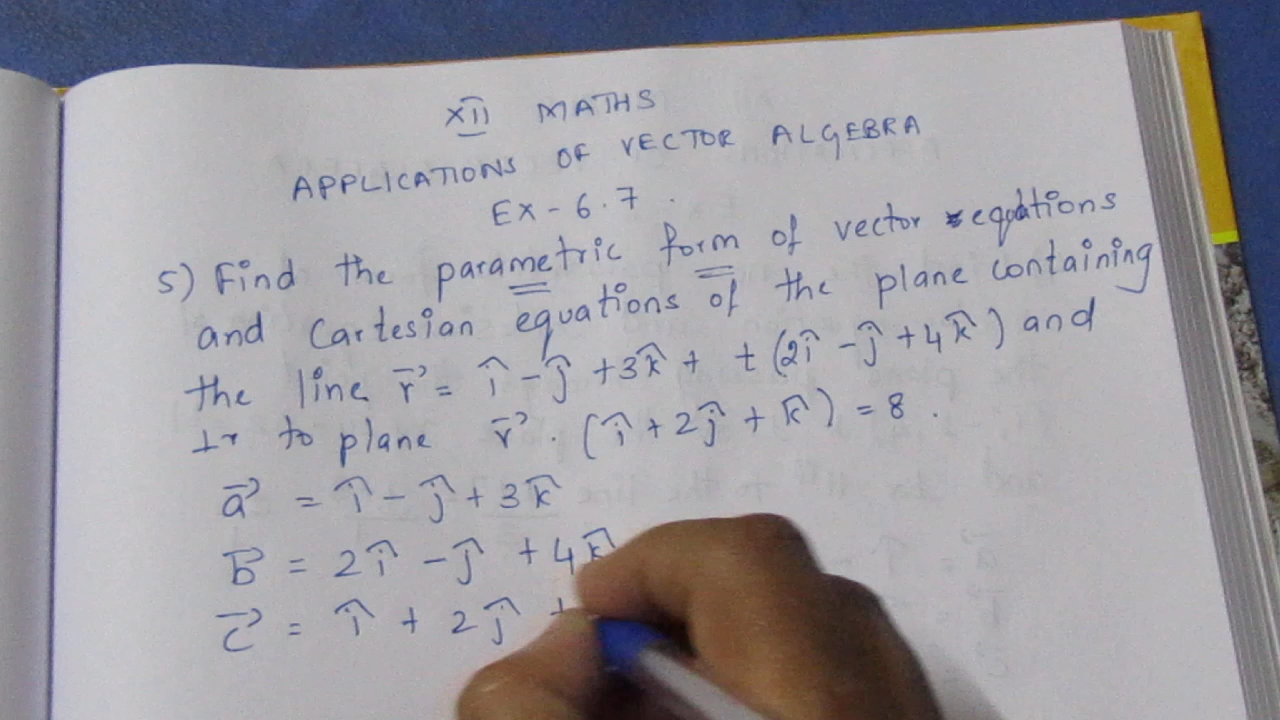 XII MATHS
APPLICATIONS OF VECTOR ALGEBRA
EX - 6.7.
5) Find the parametric form of vector equations
and Cartesian equations of the plane containing
the line r⃗ = î - ĵ + 3k̂ + t (2î - ĵ + 4k̂) and
⊥r to plane r⃗ . (î + 2ĵ + k̂) = 8.
a⃗ = î - ĵ + 3k̂
b⃗ = 2î - ĵ + 4k̂
c⃗ = î + 2ĵ +